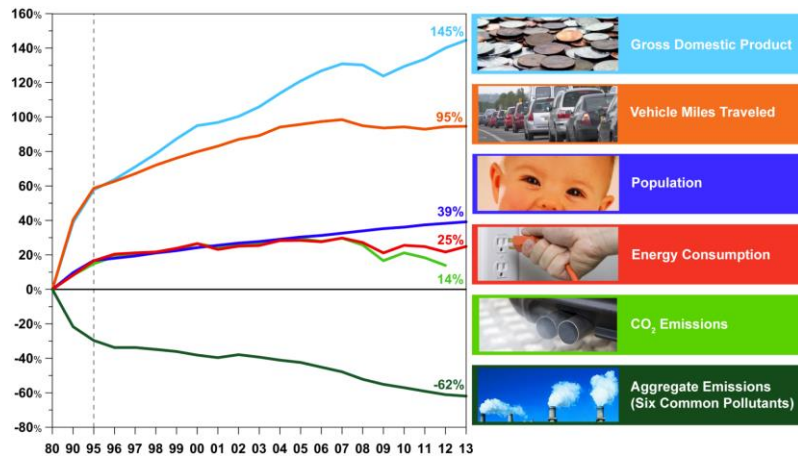 160%
140%
120%
100%
80%
60%
40%
20%
0%
-20%
-40%
-60%
-80%
145%
95%
39%
25%
14%
-62%
80 90 95 96 97 98 99 00 01 02 03 04 05 06 07 08 09 10 11 12 13
Gross Domestic Product
Vehicle Miles Traveled
Population
Energy Consumption
CO₂ Emissions
Aggregate Emissions
(Six Common Pollutants)